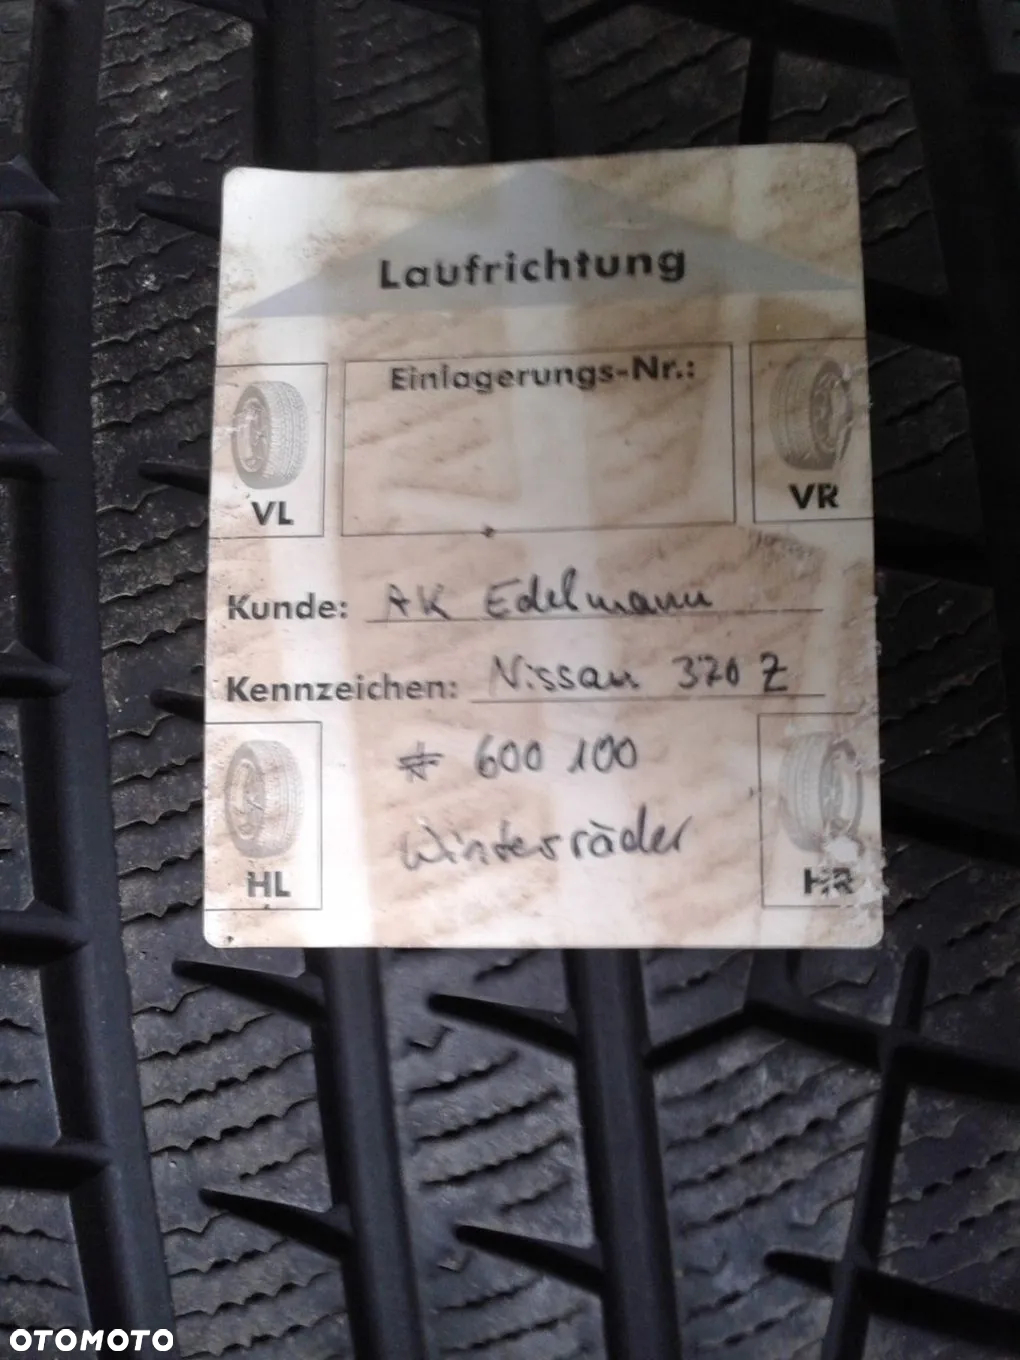 Laufrichtung
Einlagerungs-Nr.:
VL
VR
Kunde: AK Edelmann
Kennzeichen: Nissan 370 Z
# 600 100
Winterräder
HL
HR
OTOMOTO